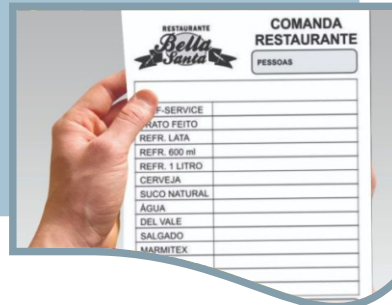 RESTAURANTE
Bella
Santa
COMANDA
RESTAURANTE
PESSOAS
F-SERVICE
RATO FEITO
REFR. LATA
REFR. 600 ml
REFR. 1 LITRO
CERVEJA
SUCO NATURAL
ÁGUA
DEL VALE
SALGADO
MARMITEX